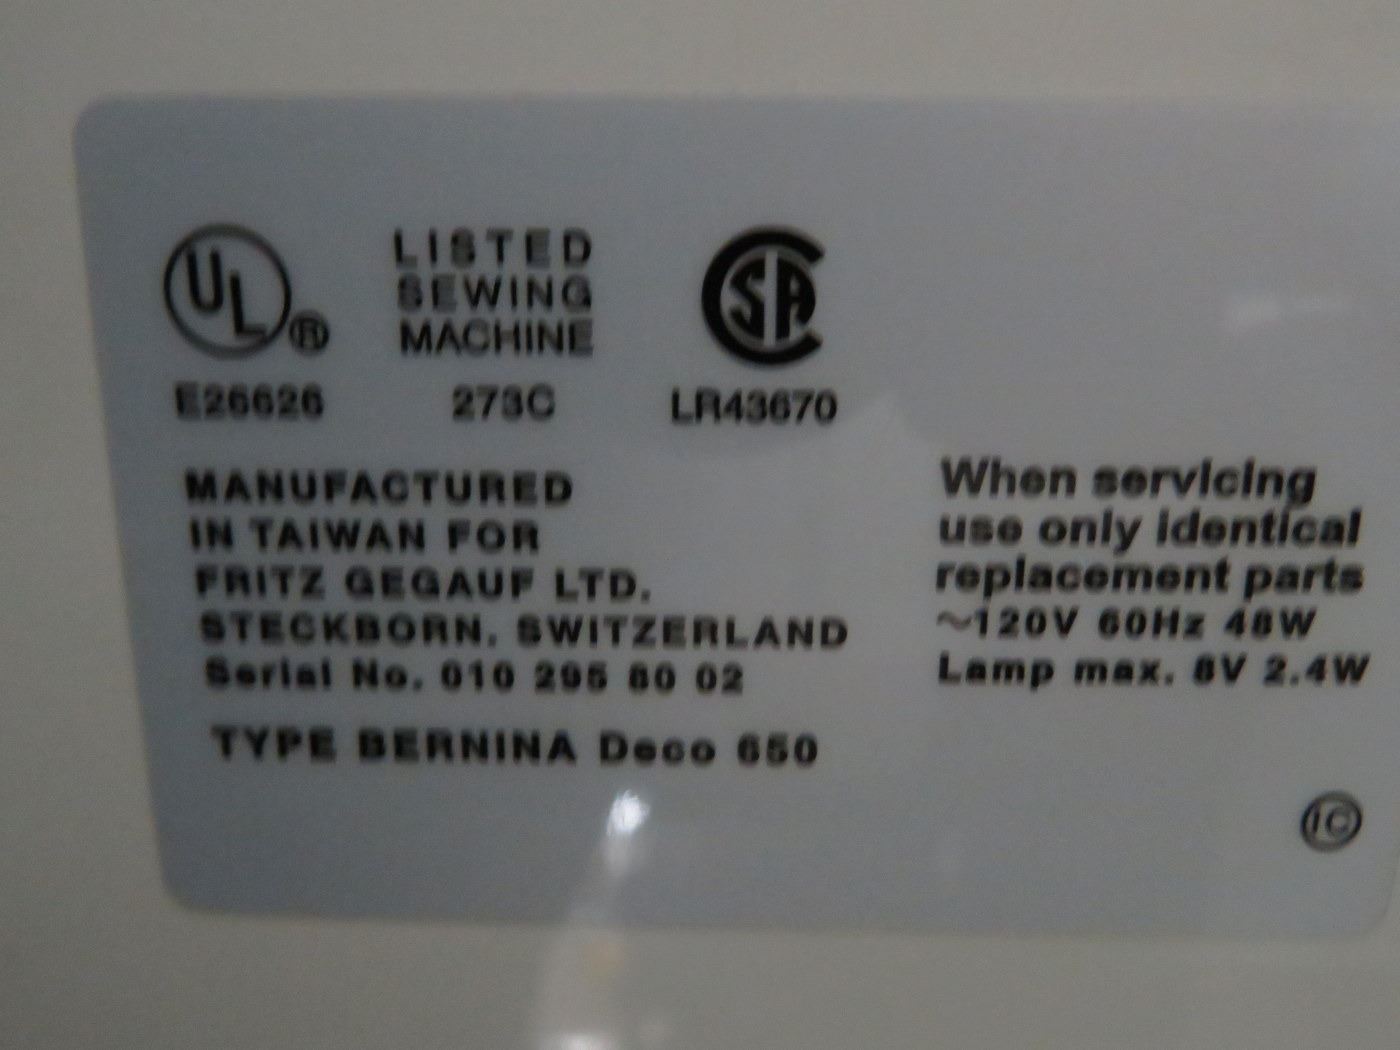 UL®
LISTED
SEWING
MACHINE
CSA
E26626
273C
LR43670
MANUFACTURED
IN TAIWAN FOR
FRITZ GEGAUF LTD.
STECKBORN, SWITZERLAND
Serial No. 010 295 80 02
TYPE BERNINA Deco 650
When servicing
use only identical
replacement parts
~120V 60Hz 48W
Lamp max. 8V 2.4W
IC